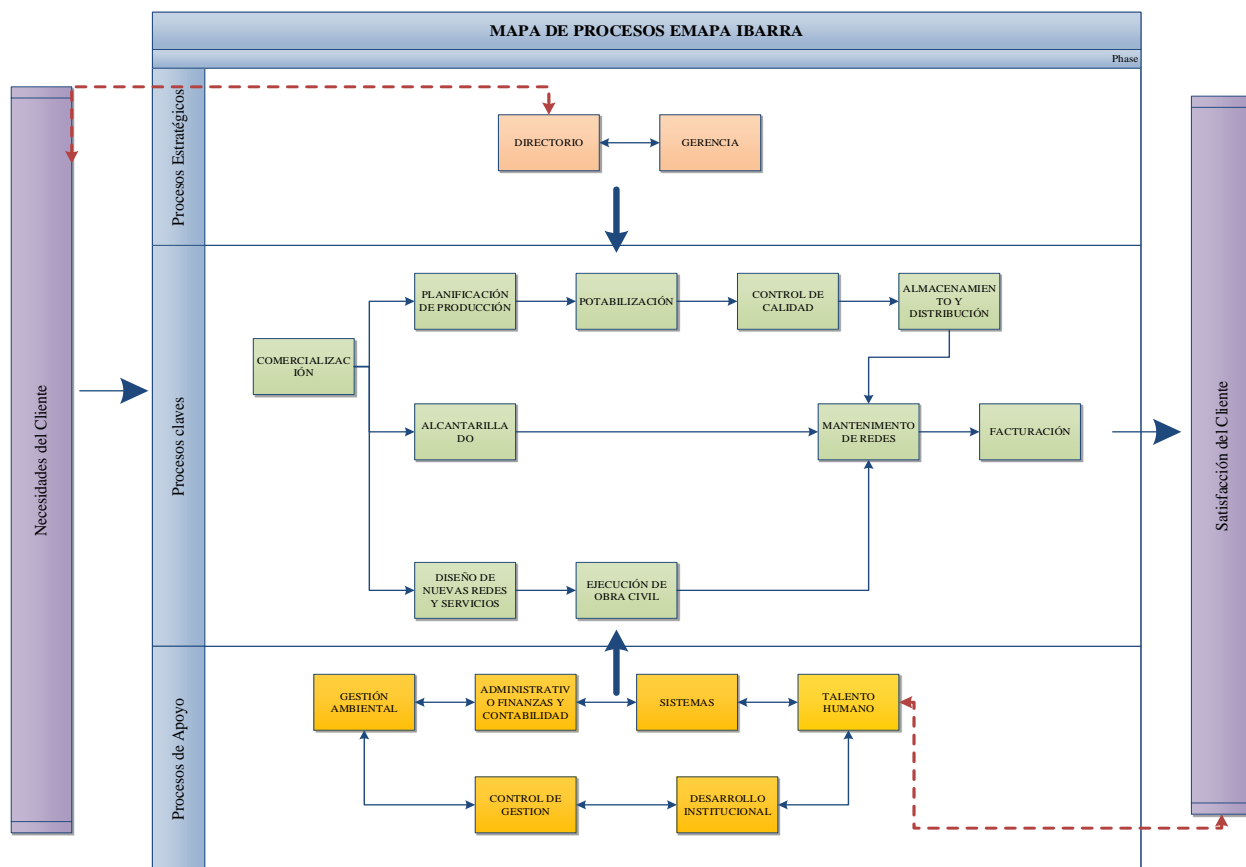 MAPA DE PROCESOS EMAPA IBARRA
Phase
Necesidades del Cliente
Procesos Estratégicos
DIRECTORIO
GERENCIA
Procesos claves
COMERCIALIZAC
IÓN
PLANIFICACIÓN
DE PRODUCCIÓN
POTABILIZACIÓN
CONTROL DE
CALIDAD
ALMACENAMIEN
TO Y
DISTRIBUCIÓN
ALCANTARILLA
DO
MANTENIMENTO
DE REDES
FACTURACIÓN
DISEÑO DE
NUEVAS REDES
Y SERVICIOS
EJECUCIÓN DE
OBRA CIVIL
Procesos de Apoyo
GESTIÓN
AMBIENTAL
ADMINISTRATIV
O FINANZAS Y
CONTABILIDAD
SISTEMAS
TALENTO
HUMANO
CONTROL DE
GESTION
DESARROLLO
INSTITUCIONAL
Satisfacción del Cliente